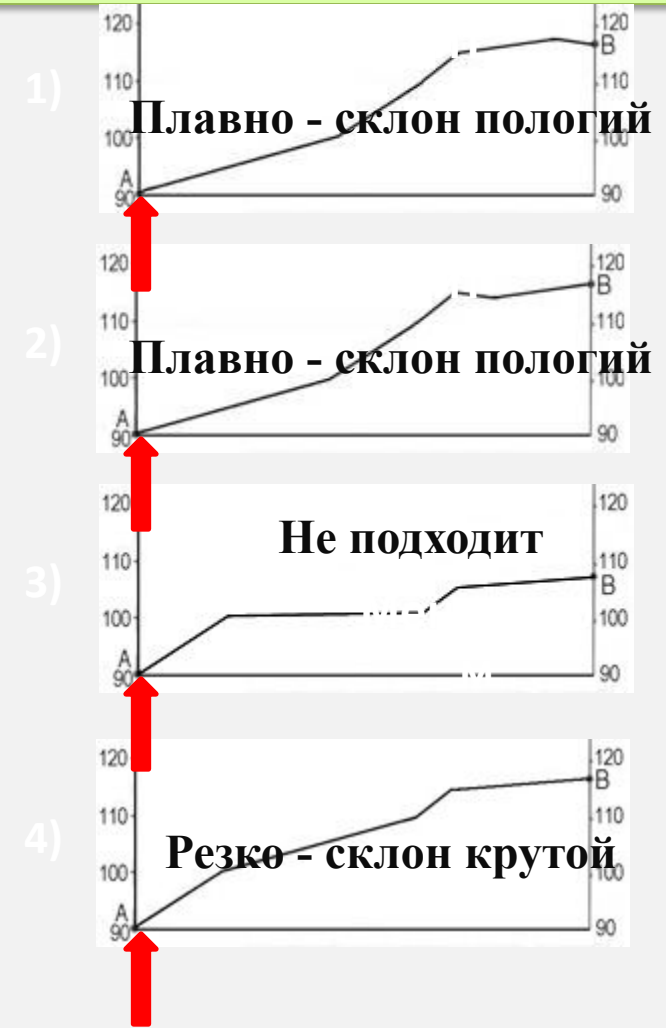 120 120
B
1) 110 110
Плавно - склон пологий
100 100
A
90 90
120 120
B
2) 110 110
Плавно - склон пологий
100 100
A
90 90
120 120
Не подходит
110 110
3) B
100 100
A
90 90
120 120
B
4) 110 110
Резко - склон крутой
100 100
A
90 90